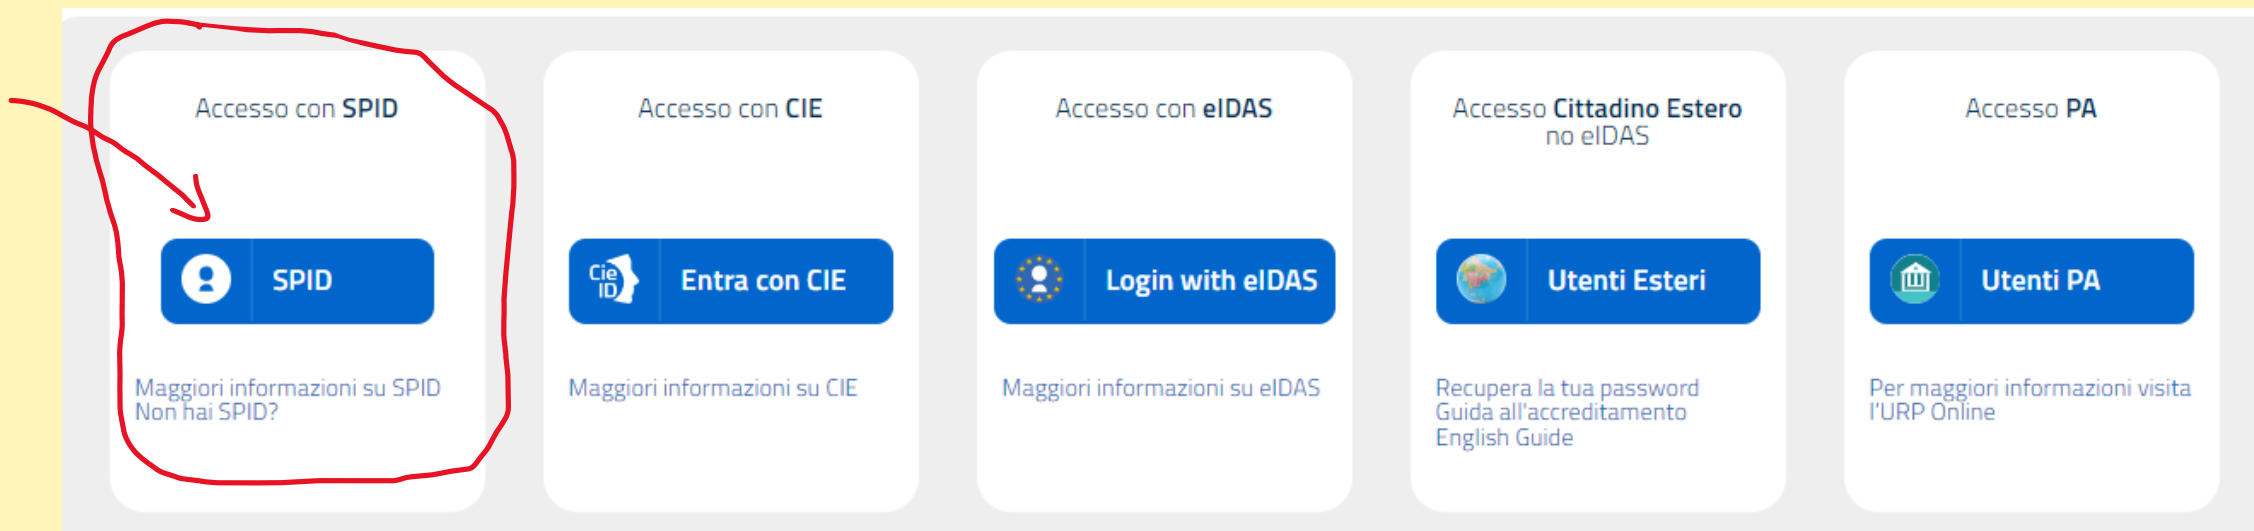 Accesso con SPID
SPID
Maggiori informazioni su SPID
Non hai SPID?
Accesso con CIE
Cie
ID
Entra con CIE
Maggiori informazioni su CIE
Accesso con eIDAS
Login with eIDAS
Maggiori informazioni su eIDAS
Accesso Cittadino Estero
no eIDAS
Utenti Esteri
Recupera la tua password
Guida all'accreditamento
English Guide
Accesso PA
Utenti PA
Per maggiori informazioni visita
l'URP Online